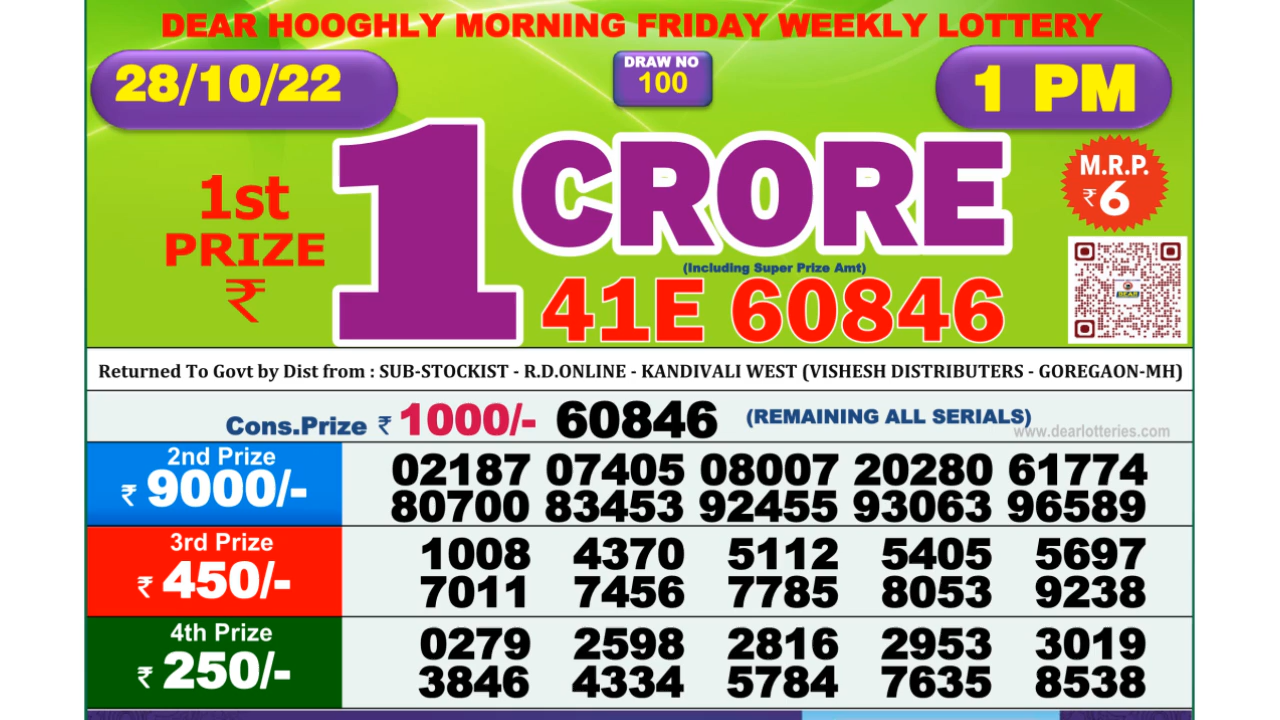 DEAR HOOGHLY MORNING FRIDAY WEEKLY LOTTERY
28/10/22
DRAW NO
100
1 PM
1st
PRIZE
₹
1 CRORE
(Including Super Prize Amt)
41E 60846
M.R.P.
₹ 6
DEAR
Returned To Govt by Dist from : SUB-STOCKIST - R.D.ONLINE - KANDIVALI WEST (VISHESH DISTRIBUTERS - GOREGAON-MH)
Cons.Prize ₹ 1000/- 60846 (REMAINING ALL SERIALS)
www.dearlotteries.com
2nd Prize
₹ 9000/-
02187 07405 08007 20280 61774
80700 83453 92455 93063 96589
3rd Prize
₹ 450/-
1008 4370 5112 5405 5697
7011 7456 7785 8053 9238
4th Prize
₹ 250/-
0279 2598 2816 2953 3019
3846 4334 5784 7635 8538